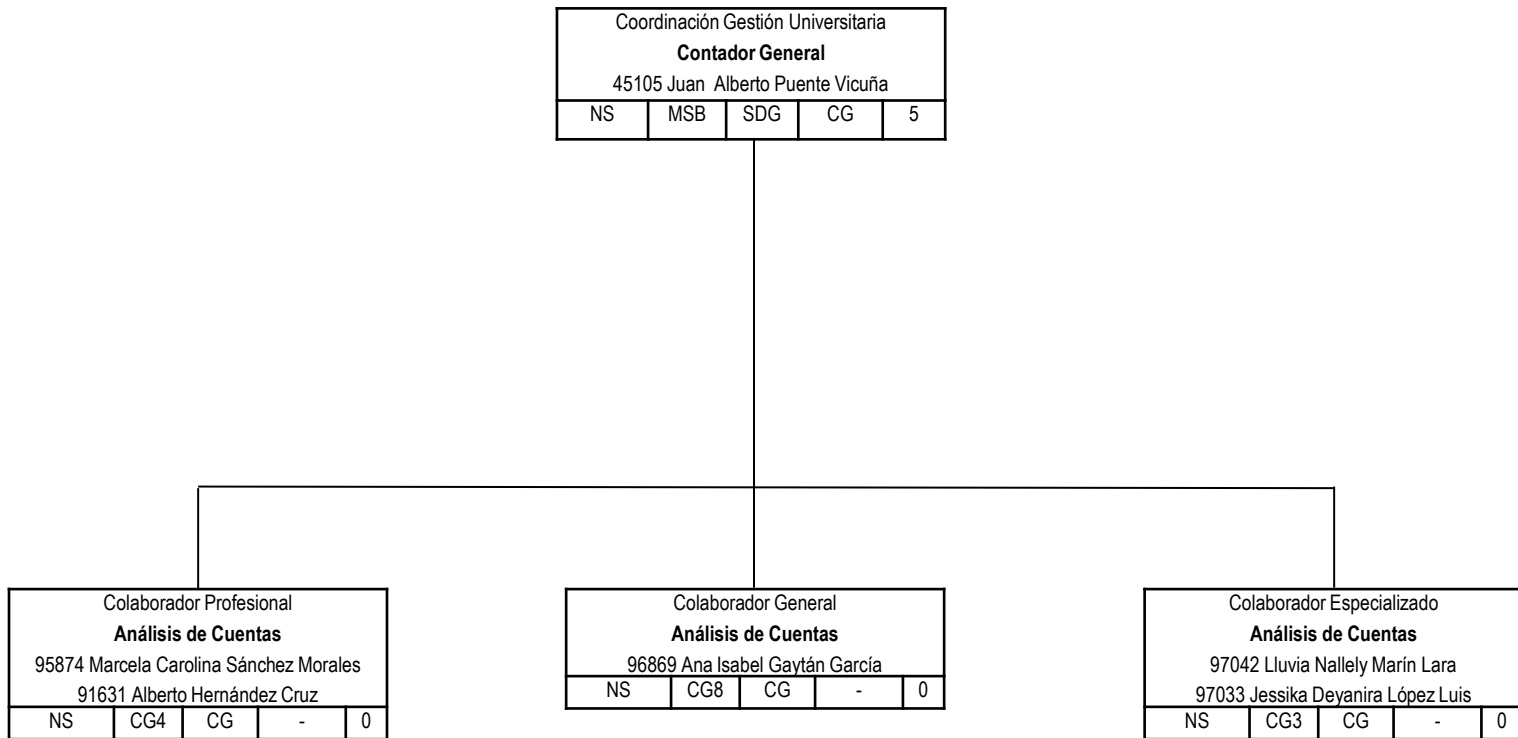 Coordinación Gestión Universitaria
Contador General
45105 Juan Alberto Puente Vicuña
NS MSB SDG CG 5
Colaborador Profesional
Análisis de Cuentas
95874 Marcela Carolina Sánchez Morales
91631 Alberto Hernández Cruz
NS CG4 CG - 0
Colaborador General
Análisis de Cuentas
96869 Ana Isabel Gaytán García
NS CG8 CG - 0
Colaborador Especializado
Análisis de Cuentas
97042 Lluvia Nallely Marín Lara
97033 Jessika Deyanira López Luis
NS CG3 CG - 0